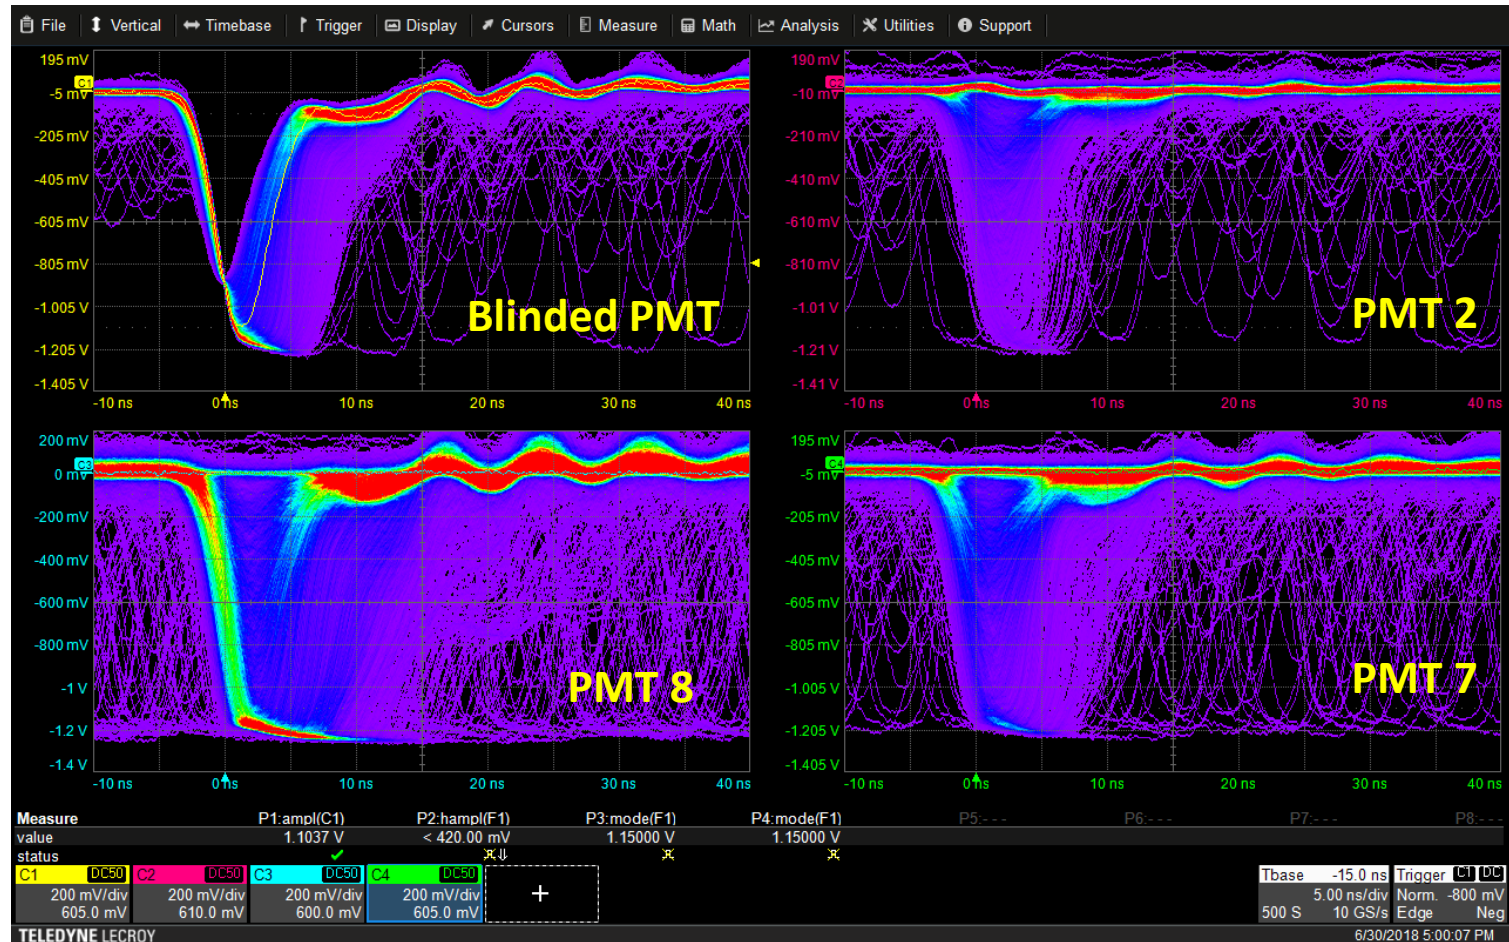 File Vertical Timebase Trigger Display Cursors Measure Math Analysis Utilities Support
195 mV
C1
-5 mV
-205 mV
-405 mV
-605 mV
-805 mV
-1.005 V
-1.205 V
-1.405 V
-10 ns 0 ns 10 ns 20 ns 30 ns 40 ns
Blinded PMT
190 mV
C2
-10 mV
-210 mV
-410 mV
-610 mV
-810 mV
-1.01 V
-1.21 V
-1.41 V
-10 ns 0 ns 10 ns 20 ns 30 ns 40 ns
PMT 2
200 mV
C3
0 mV
-200 mV
-400 mV
-600 mV
-800 mV
-1 V
-1.2 V
-1.4 V
-10 ns 0 ns 10 ns 20 ns 30 ns 40 ns
PMT 8
195 mV
C4
-5 mV
-205 mV
-405 mV
-605 mV
-805 mV
-1.005 V
-1.205 V
-1.405 V
-10 ns 0 ns 10 ns 20 ns 30 ns 40 ns
PMT 7
Measure P1:ampl(C1) P2:hampl(F1) P3:mode(F1) P4:mode(F1) P5:--- P6:--- P7:--- P8:---
value 1.1037 V < 420.00 mV 1.15000 V 1.15000 V
status
C1 DC50 C2 DC50 C3 DC50 C4 DC50
200 mV/div 200 mV/div 200 mV/div 200 mV/div
605.0 mV 610.0 mV 600.0 mV 605.0 mV
+
Tbase -15.0 ns Trigger C1 DC
5.00 ns/div Norm. -800 mV
500 S 10 GS/s Edge Neg
TELEDYNE LECROY 6/30/2018 5:00:07 PM